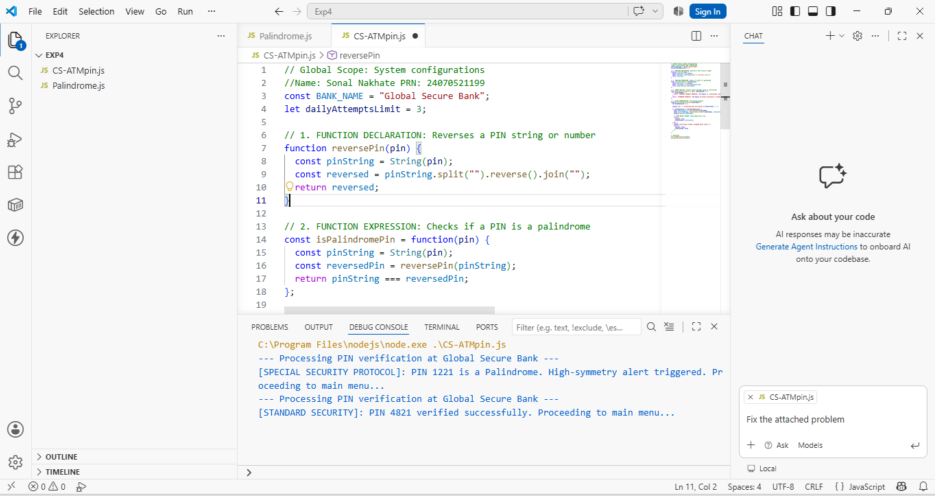 File Edit Selection View Go Run ··· Exp4 Sign In
EXPLORER ···
EXP4
JS CS-ATMpin.js
JS Palindrome.js
OUTLINE
TIMELINE
JS Palindrome.js JS CS-ATMpin.js
JS CS-ATMpin.js > reversePin
1 // Global Scope: System configurations
2 //Name: Sonal Nakhate PRN: 24070521199
3 const BANK_NAME = "Global Secure Bank";
4 let dailyAttemptsLimit = 3;
5
6 // 1. FUNCTION DECLARATION: Reverses a PIN string or number
7 function reversePin(pin) {
8 const pinString = String(pin);
9 const reversed = pinString.split("").reverse().join("");
10 return reversed;
11 }
12
13 // 2. FUNCTION EXPRESSION: Checks if a PIN is a palindrome
14 const isPalindromePin = function(pin) {
15 const pinString = String(pin);
16 const reversedPin = reversePin(pinString);
17 return pinString === reversedPin;
18 };
19
PROBLEMS OUTPUT DEBUG CONSOLE TERMINAL PORTS Filter (e.g. text, !exclude, \es...
C:\Program Files\nodejs\node.exe .\CS-ATMpin.js
--- Processing PIN verification at Global Secure Bank ---
[SPECIAL SECURITY PROTOCOL]: PIN 1221 is a Palindrome. High-symmetry alert triggered. Pr
oceeding to main menu...
--- Processing PIN verification at Global Secure Bank ---
[STANDARD SECURITY]: PIN 4821 verified successfully. Proceeding to main menu...
CHAT
Ask about your code
AI responses may be inaccurate
Generate Agent Instructions to onboard AI
onto your codebase.
JS CS-ATMpin.js
Fix the attached problem
Ask Models
Local
1
0 0 Ln 11, Col 2 Spaces: 4 UTF-8 CRLF { } JavaScript